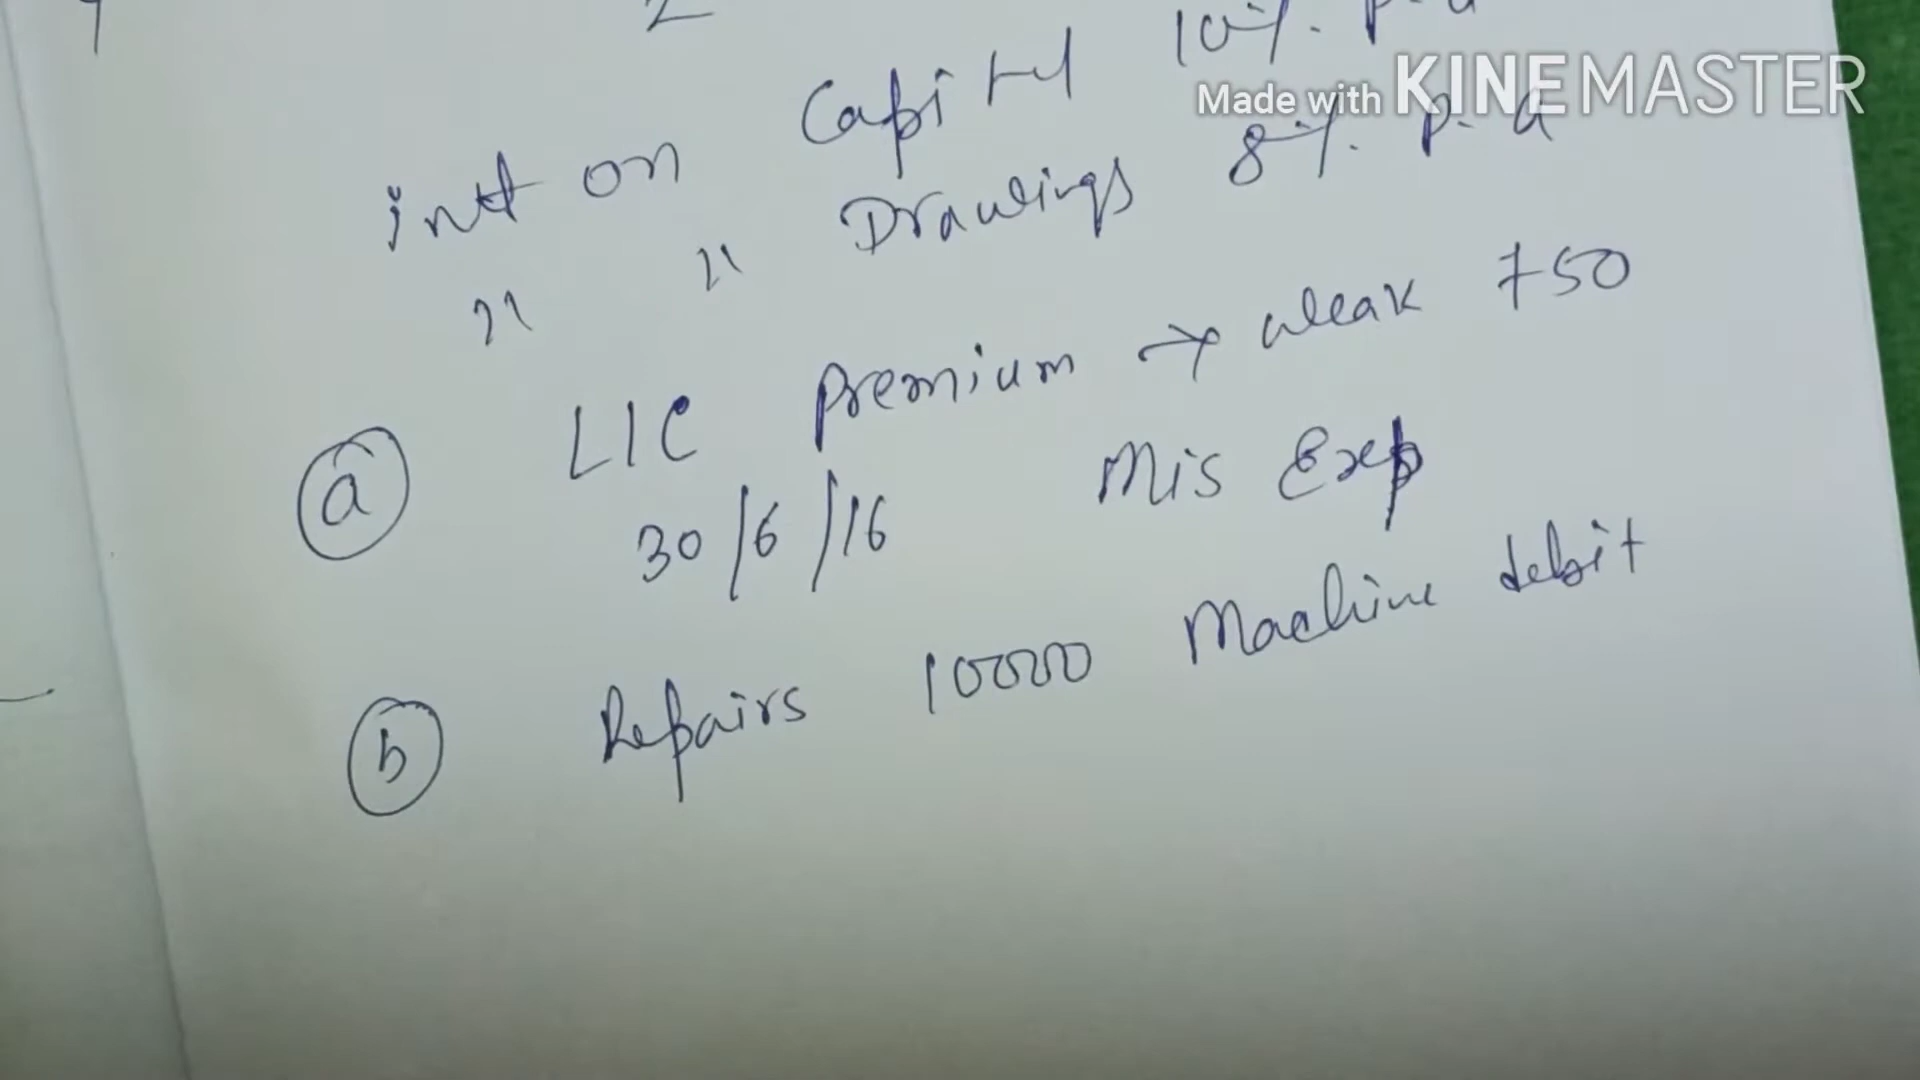 int on Capital 10%. p.a
Made with KINEMASTER
" " Drawings 8%. p.a
a LIC premium → 750
30/6/16 Mis Exp
b Repairs 10000 Machine debit